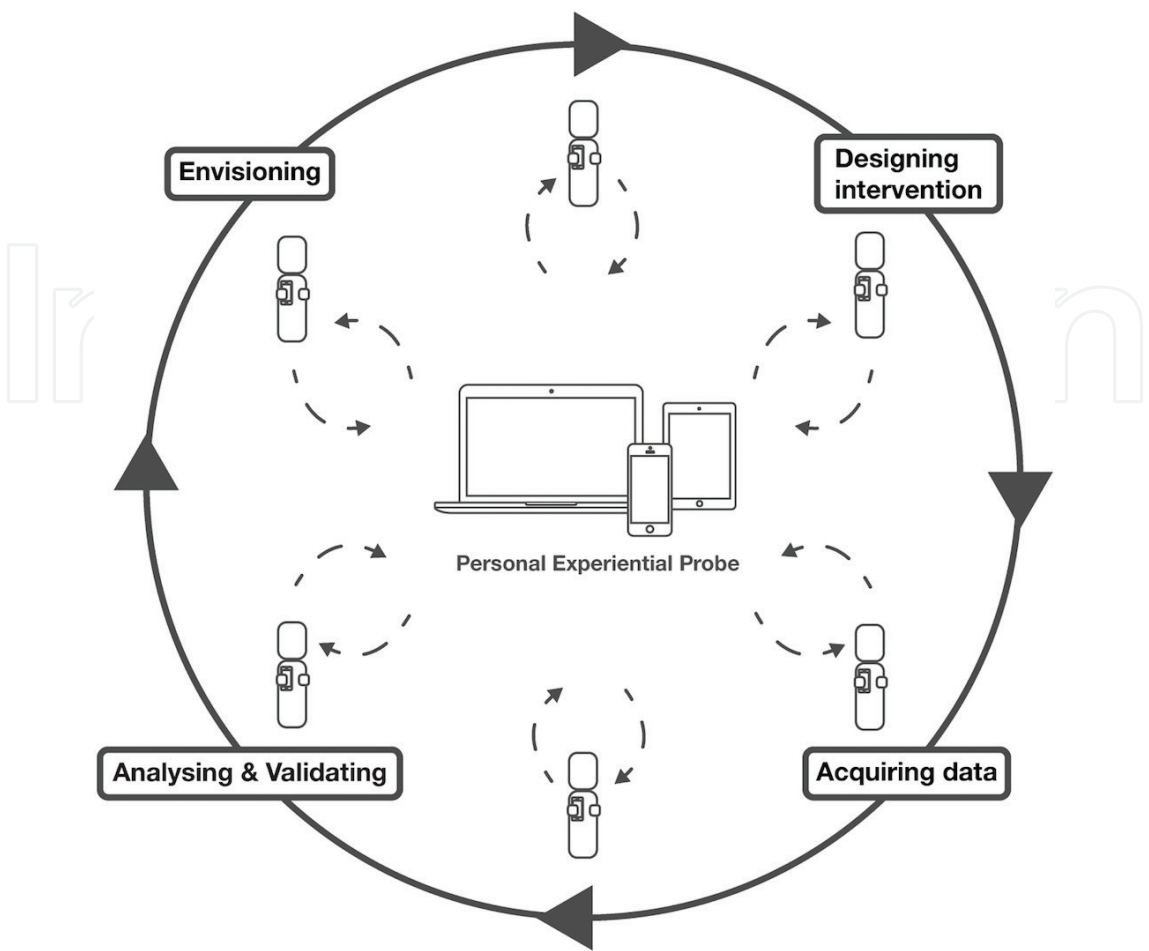 Envisioning
Designing
intervention
Personal Experiential Probe
Analysing & Validating
Acquiring data